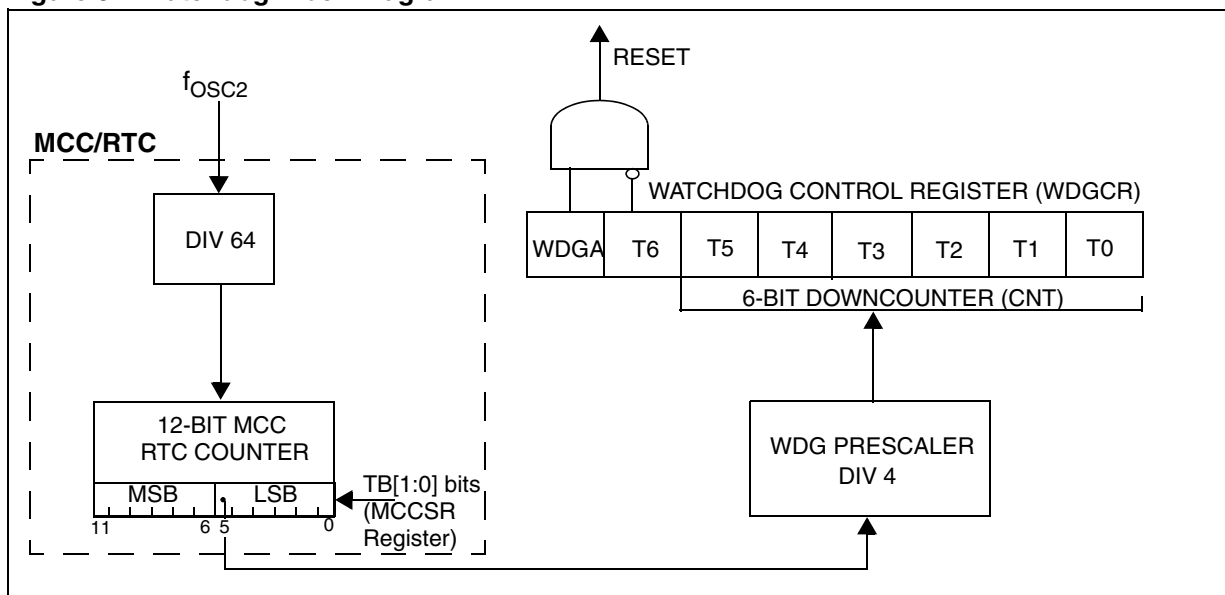 RESET
fOSC2
MCC/RTC
DIV 64
WATCHDOG CONTROL REGISTER (WDGCR)
WDGA T6 T5 T4 T3 T2 T1 T0
6-BIT DOWNCOUNTER (CNT)
12-BIT MCC
RTC COUNTER
MSB LSB
11 6 5 0
TB[1:0] bits
(MCCSR
Register)
WDG PRESCALER
DIV 4